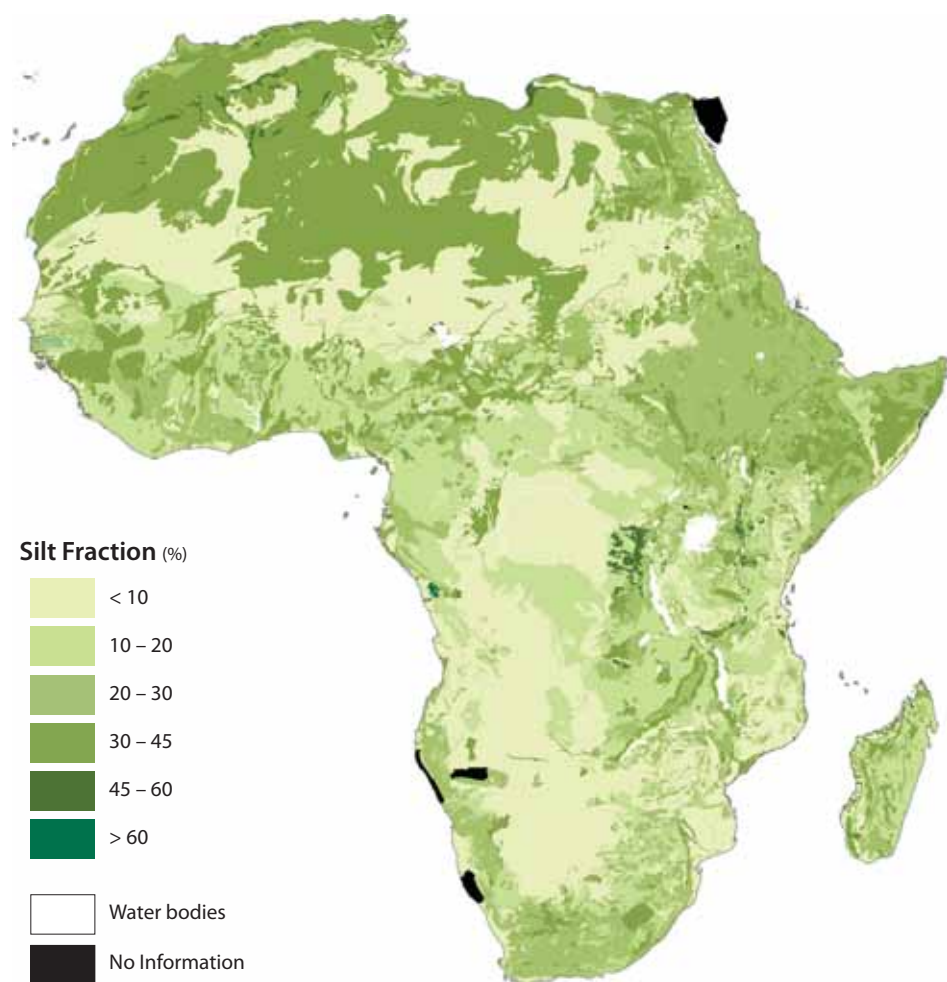 Silt Fraction (%)
< 10
10 – 20
20 – 30
30 – 45
45 – 60
> 60
Water bodies
No Information